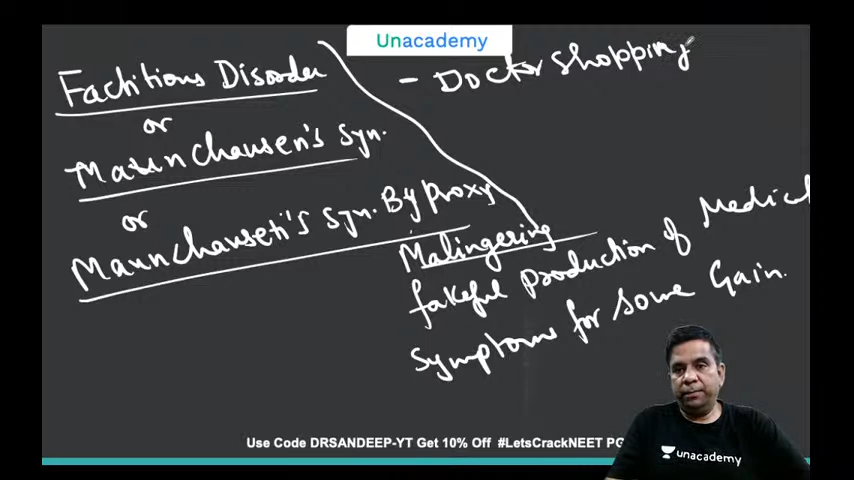 Unacademy
Factitious Disorder
or
Maunchausen's Syn.
or
Maunchausen's Syn. By proxy
- Doctor Shopping
Malingering
fakeful production of Medical
symptoms for some Gain.
Use Code DRSANDEEP-YT Get 10% Off #LetsCrackNEET PG
unacademy